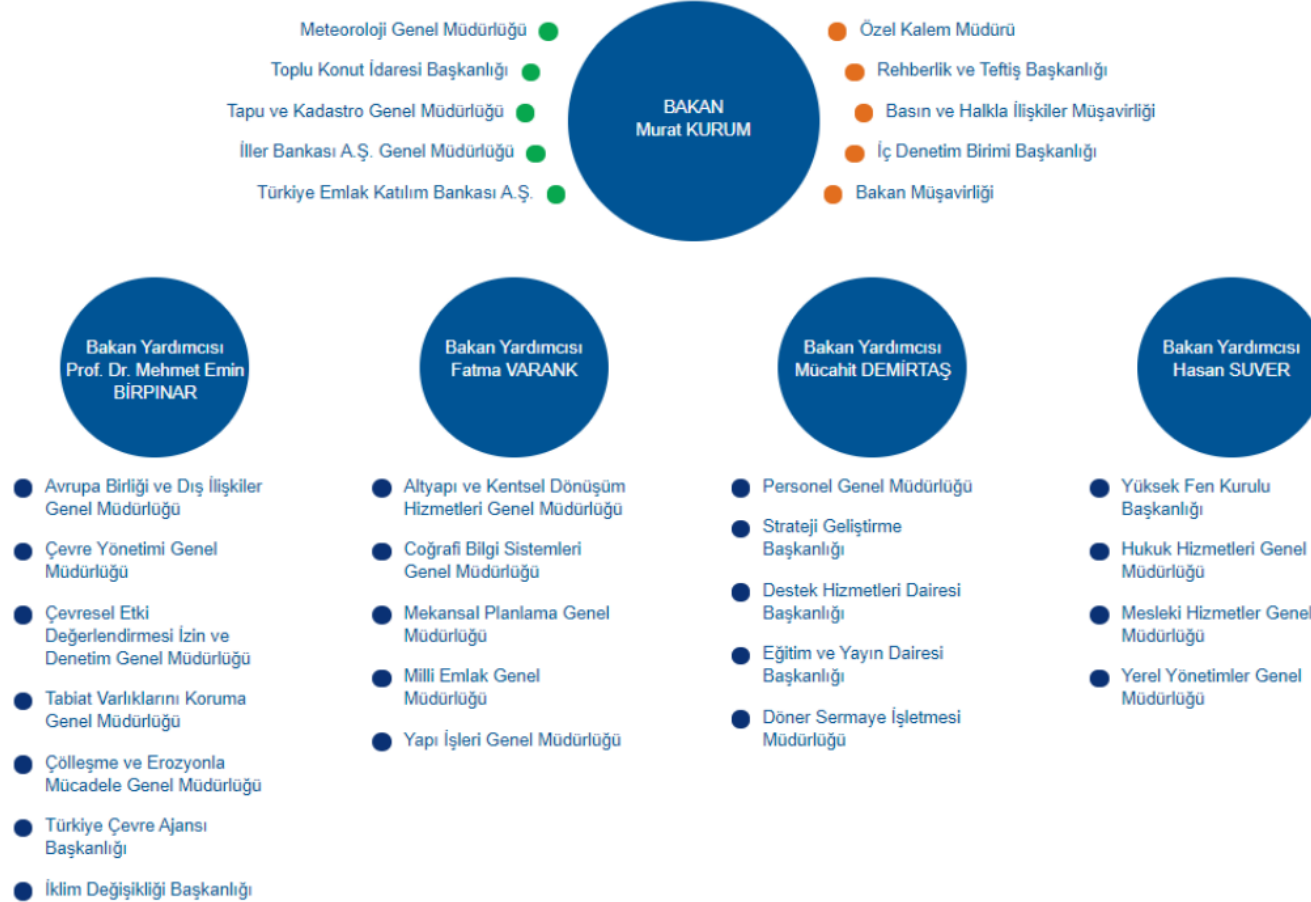 Meteoroloji Genel Müdürlüğü
Toplu Konut İdaresi Başkanlığı
Tapu ve Kadastro Genel Müdürlüğü
İller Bankası A.Ş. Genel Müdürlüğü
Türkiye Emlak Katılım Bankası A.Ş.
BAKAN
Murat KURUM
Özel Kalem Müdürü
Rehberlik ve Teftiş Başkanlığı
Basın ve Halkla İlişkiler Müşavirliği
İç Denetim Birimi Başkanlığı
Bakan Müşavirliği
Bakan Yardımcısı
Prof. Dr. Mehmet Emin
BİRPINAR
Avrupa Birliği ve Dış İlişkiler
Genel Müdürlüğü
Çevre Yönetimi Genel
Müdürlüğü
Çevresel Etki
Değerlendirmesi İzin ve
Denetim Genel Müdürlüğü
Tabiat Varlıklarını Koruma
Genel Müdürlüğü
Çölleşme ve Erozyonla
Mücadele Genel Müdürlüğü
Türkiye Çevre Ajansı
Başkanlığı
İklim Değişikliği Başkanlığı
Bakan Yardımcısı
Fatma VARANK
Altyapı ve Kentsel Dönüşüm
Hizmetleri Genel Müdürlüğü
Coğrafi Bilgi Sistemleri
Genel Müdürlüğü
Mekansal Planlama Genel
Müdürlüğü
Milli Emlak Genel
Müdürlüğü
Yapı İşleri Genel Müdürlüğü
Bakan Yardımcısı
Mücahit DEMİRTAŞ
Personel Genel Müdürlüğü
Strateji Geliştirme
Başkanlığı
Destek Hizmetleri Dairesi
Başkanlığı
Eğitim ve Yayın Dairesi
Başkanlığı
Döner Sermaye İşletmesi
Müdürlüğü
Bakan Yardımcısı
Hasan SUVER
Yüksek Fen Kurulu
Başkanlığı
Hukuk Hizmetleri Genel
Müdürlüğü
Mesleki Hizmetler Genel
Müdürlüğü
Yerel Yönetimler Genel
Müdürlüğü